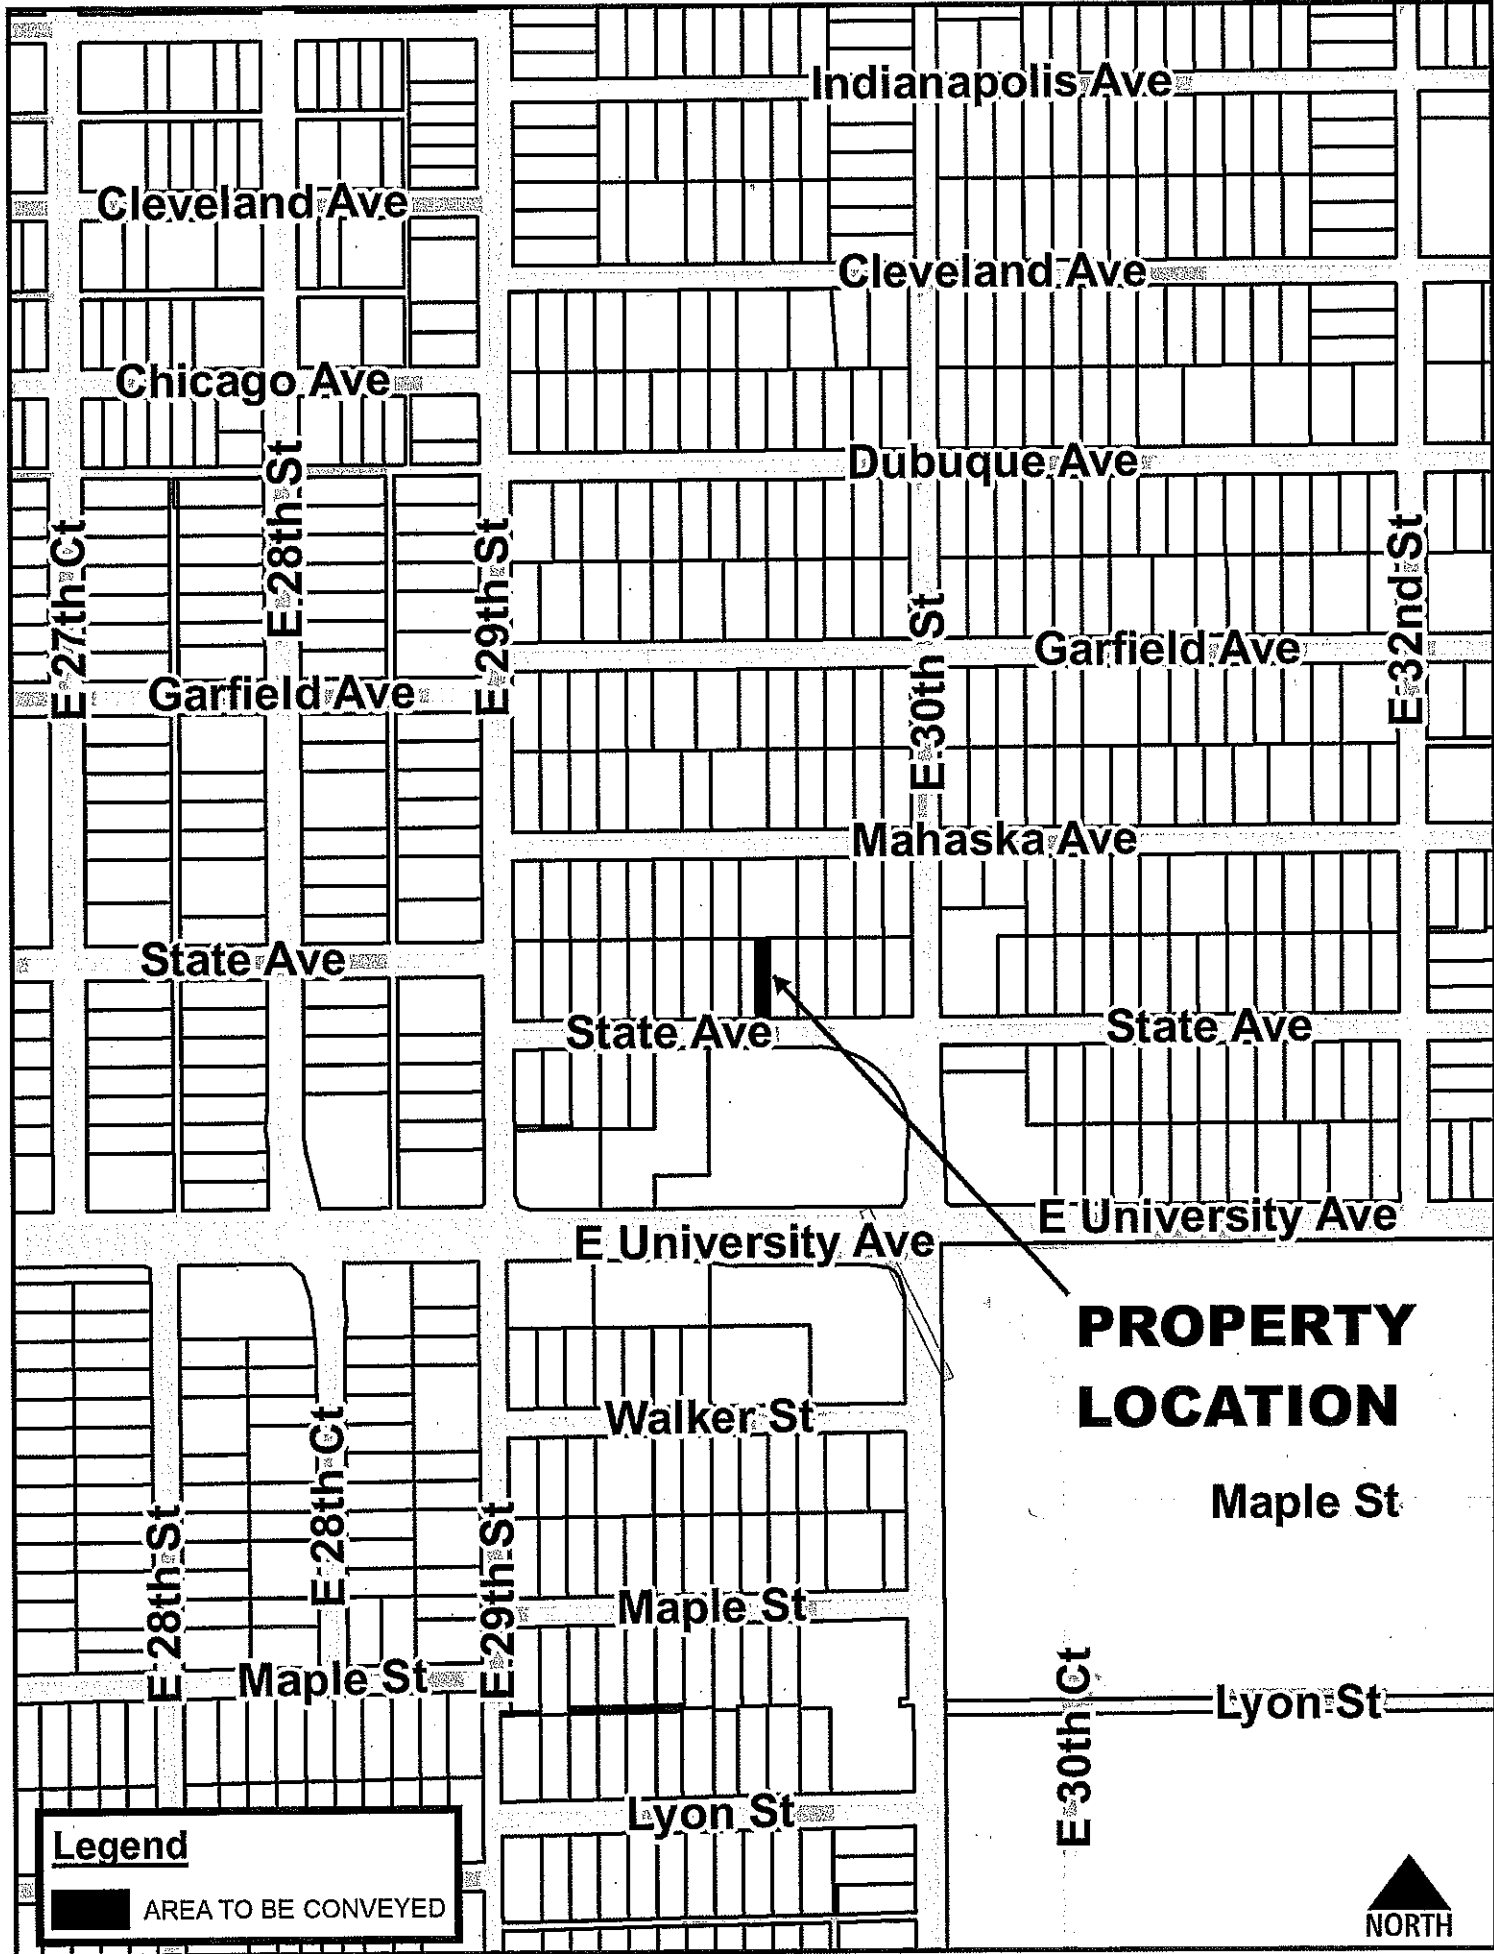 Indianapolis Ave
Cleveland Ave
Cleveland Ave
Chicago Ave
Dubuque Ave
E 27th Ct
E 28th St
E 29th St
E 30th St
E 32nd St
Garfield Ave
Garfield Ave
Mahaska Ave
State Ave
State Ave
State Ave
E University Ave
E University Ave
PROPERTY
LOCATION
Walker St
Maple St
E 28th St
E 28th Ct
E 29th St
Maple St
Maple St
E 30th Ct
Lyon St
Lyon St
Legend
AREA TO BE CONVEYED
NORTH